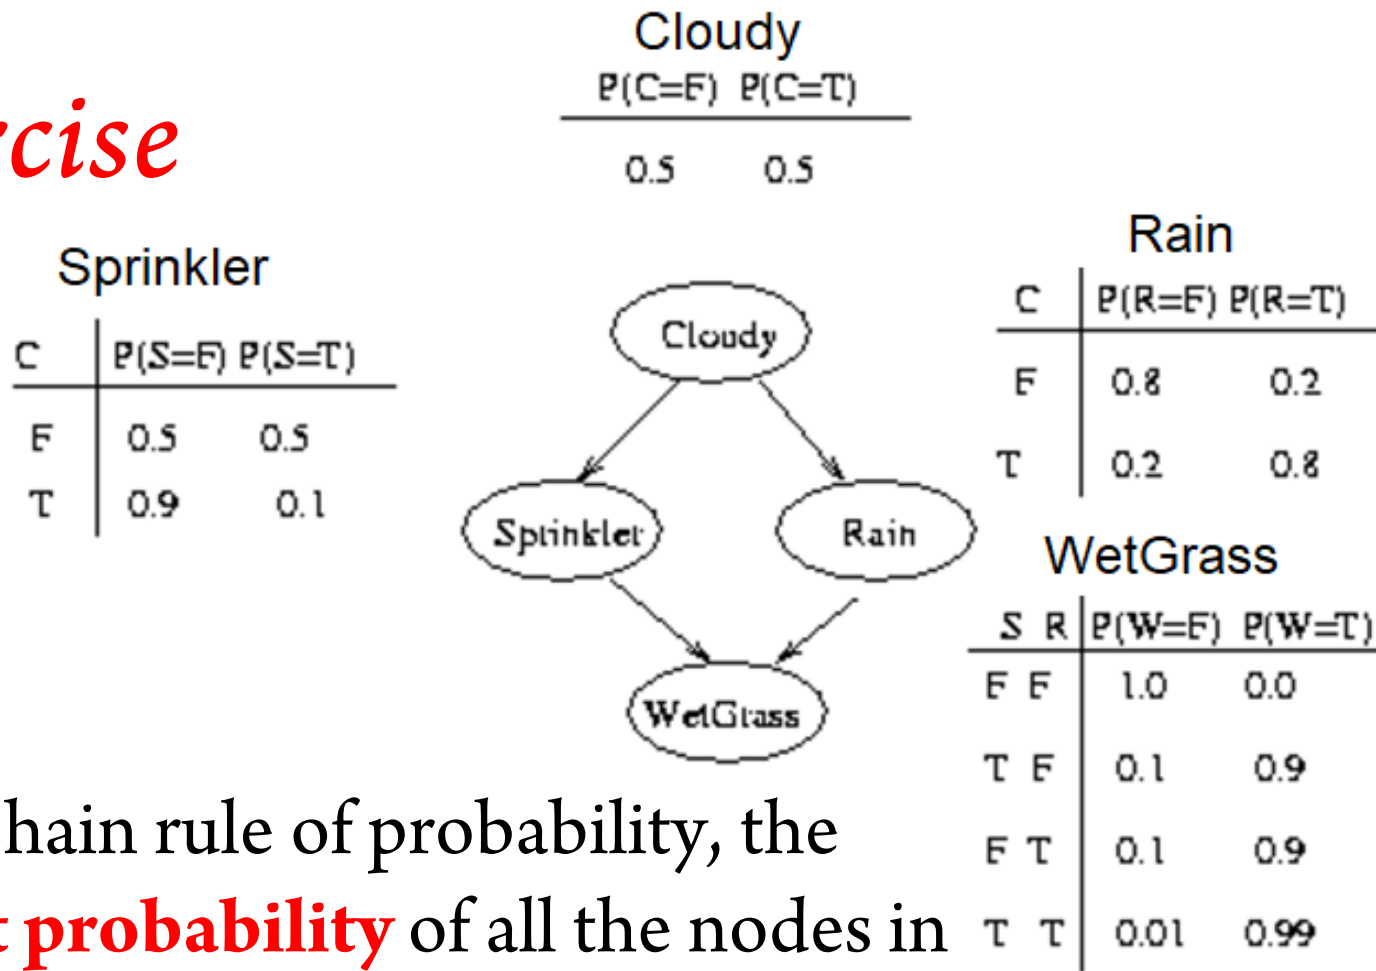 Cloudy
P(C=F) P(C=T)
0.5 0.5
rcise
Sprinkler
C P(S=F) P(S=T)
F 0.5 0.5
T 0.9 0.1
Rain
C P(R=F) P(R=T)
F 0.8 0.2
T 0.2 0.8
Cloudy
Sprinkler
Rain
WetGrass
WetGrass
S R P(W=F) P(W=T)
F F 1.0 0.0
T F 0.1 0.9
F T 0.1 0.9
T T 0.01 0.99
hain rule of probability, the
t probability of all the nodes in